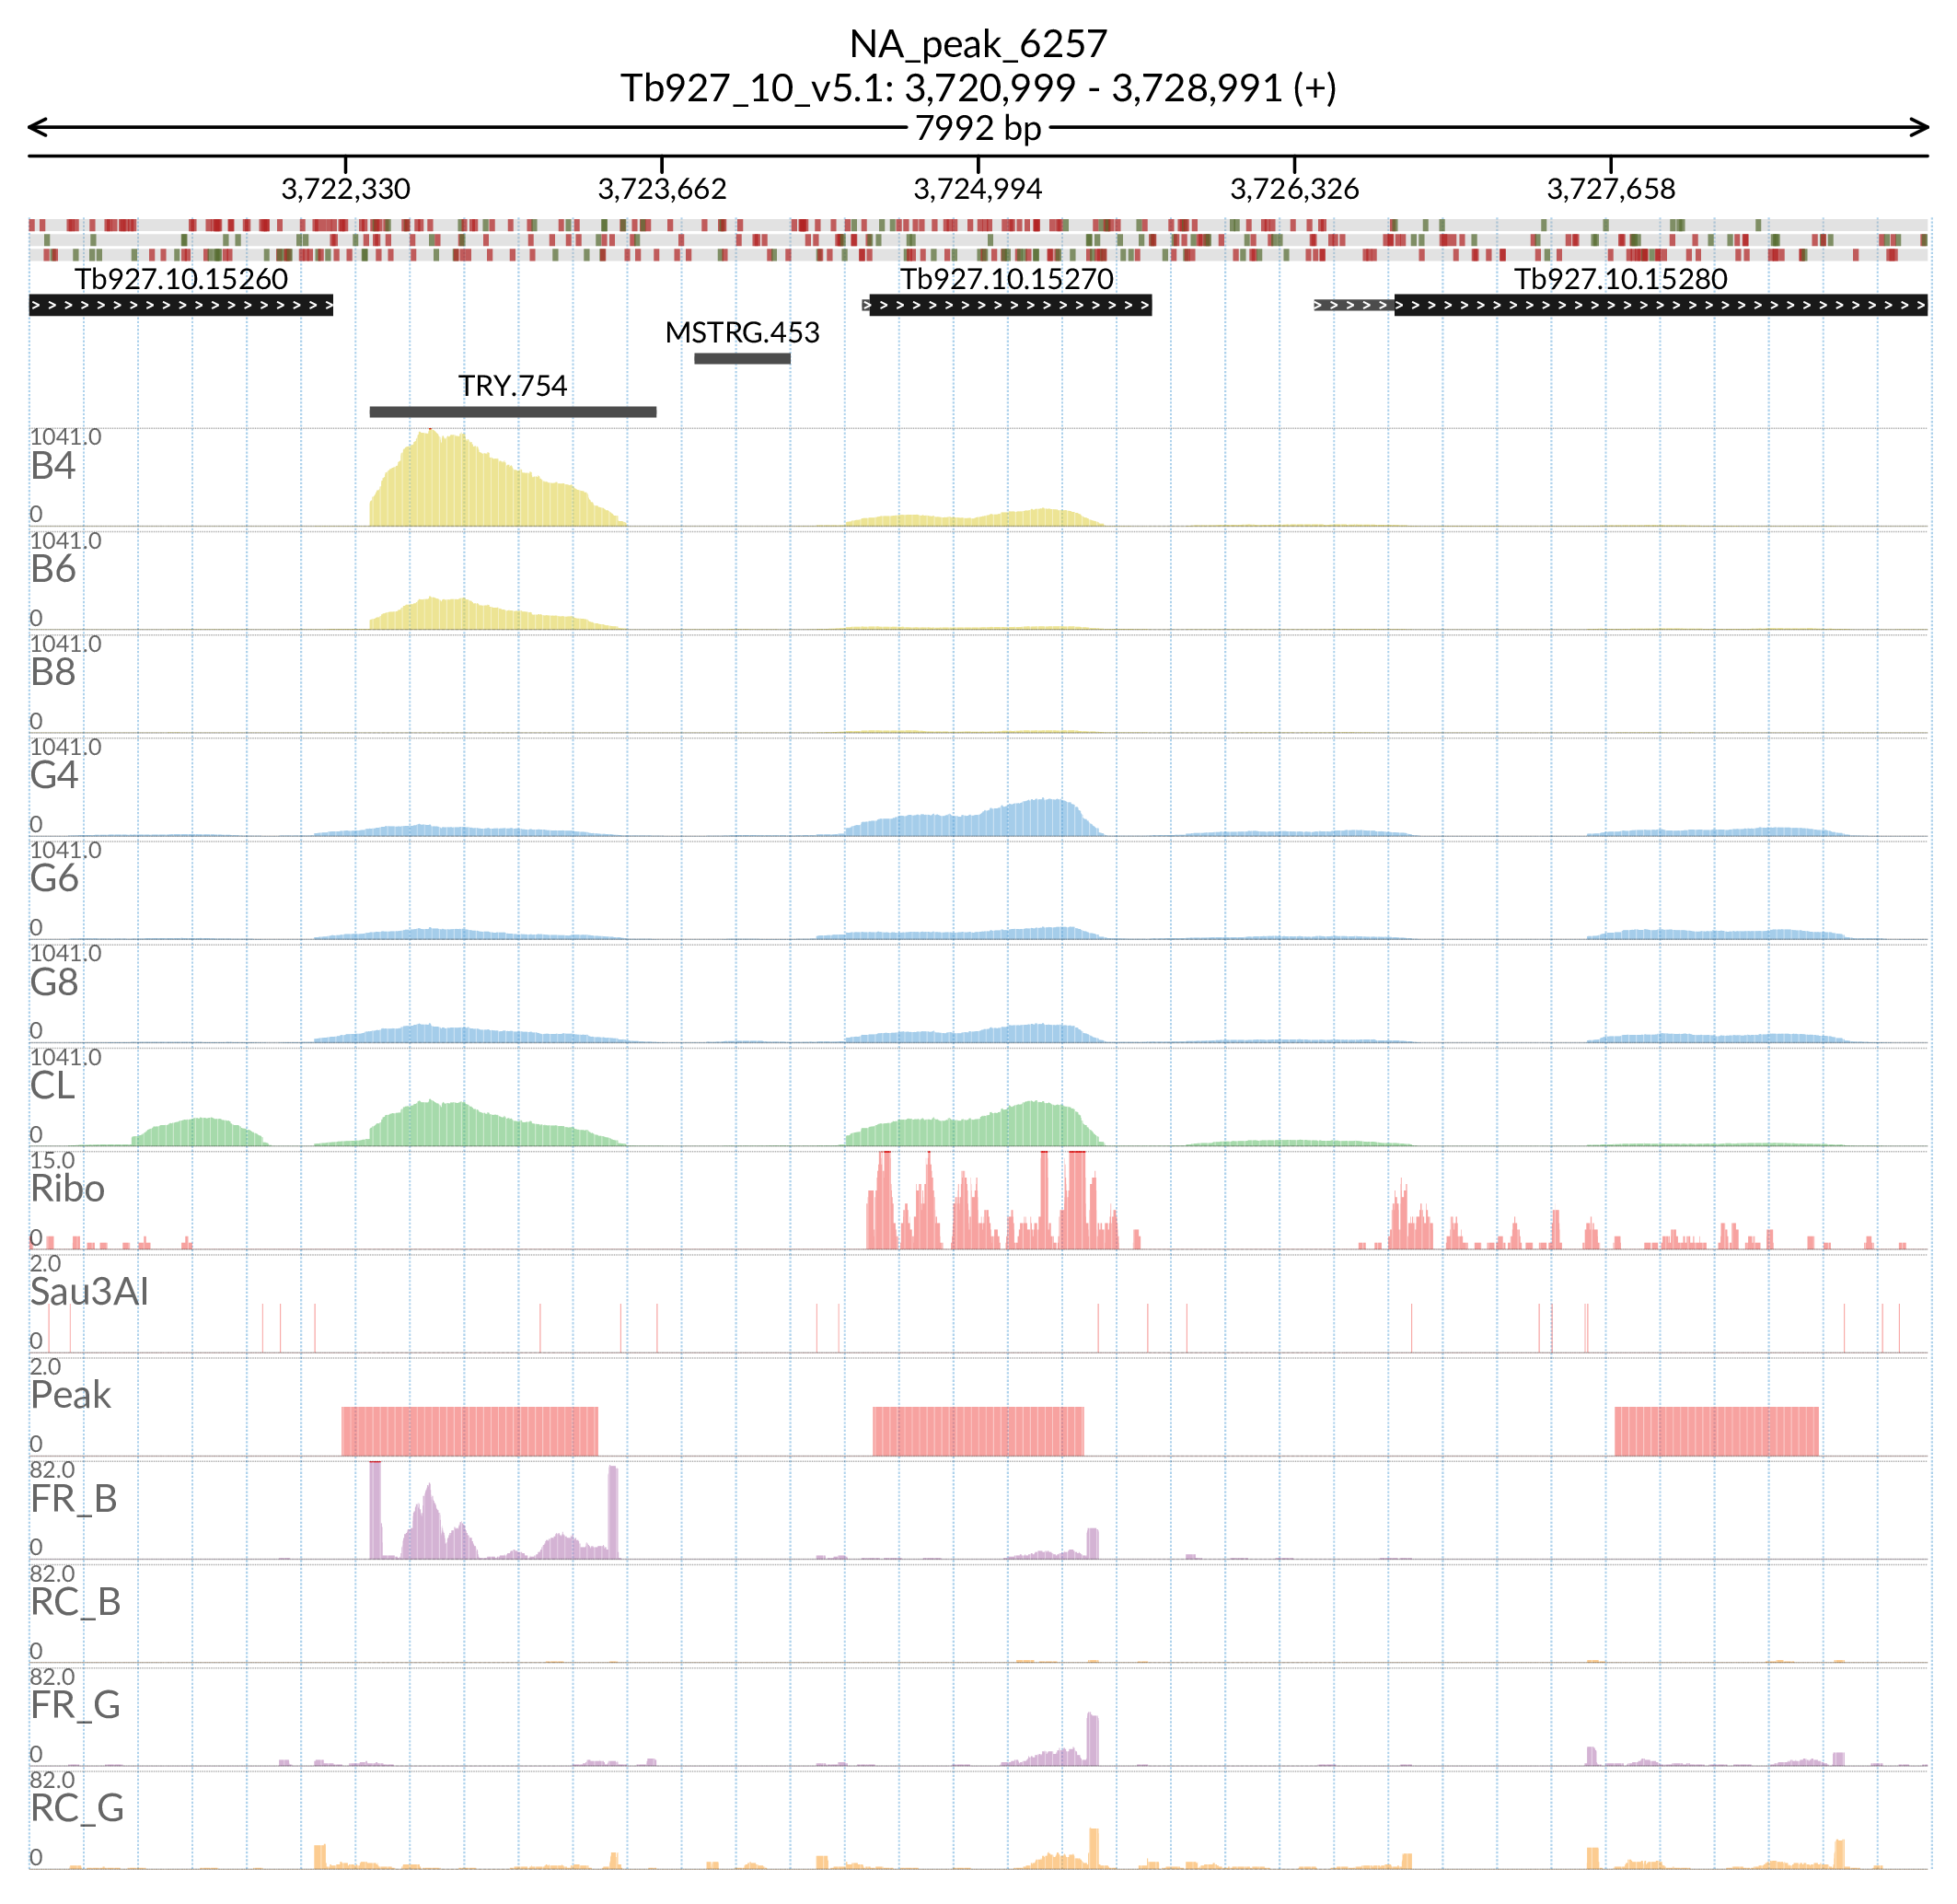 NA_peak_6257
Tb927_10_v5.1: 3,720,999 - 3,728,991 (+)
7992 bp
3,722,330 3,723,662 3,724,994 3,726,326 3,727,658
Tb927.10.15260 Tb927.10.15270 Tb927.10.15280
MSTRG.453
TRY.754
1041.0
B4
0
1041.0
B6
0
1041.0
B8
0
1041.0
G4
0
1041.0
G6
0
1041.0
G8
0
1041.0
CL
0
15.0
Ribo
0
2.0
Sau3AI
0
2.0
Peak
0
82.0
FR_B
0
82.0
RC_B
0
82.0
FR_G
0
82.0
RC_G
0